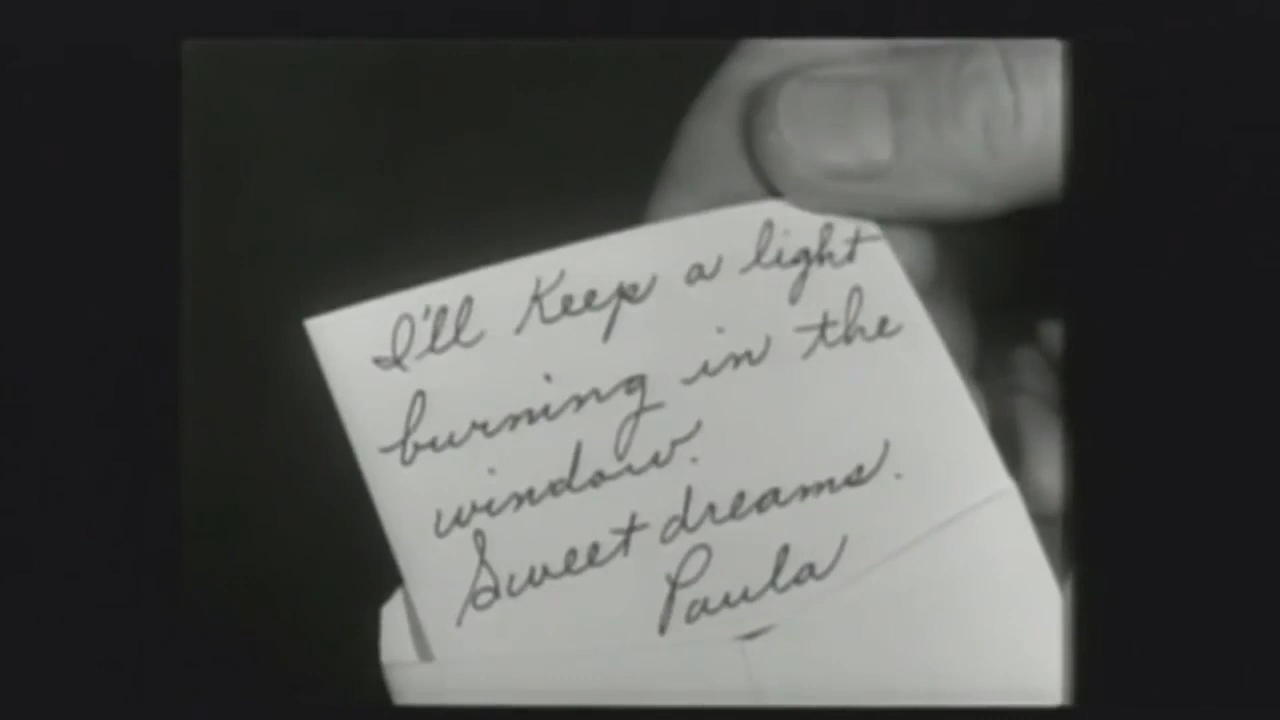 I'll Keep a light
burning in the
window.
Sweet dreams.
Paula